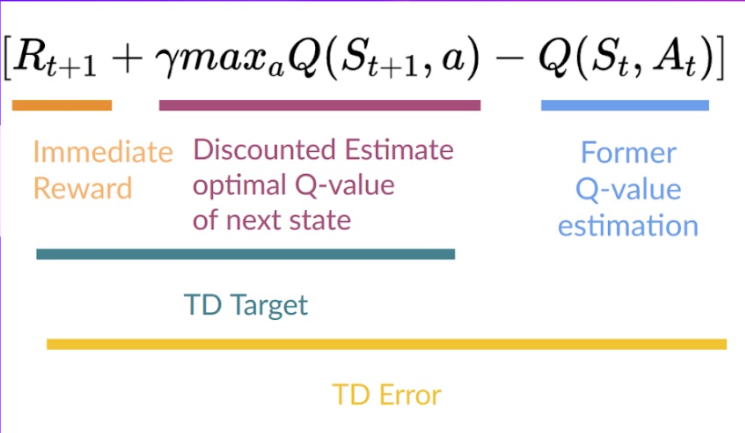 [R_{t+1} + γmax_aQ(S_{t+1}, a) − Q(S_t, A_t)]
Immediate
Reward
Discounted Estimate
optimal Q-value
of next state
Former
Q-value
estimation
TD Target
TD Error